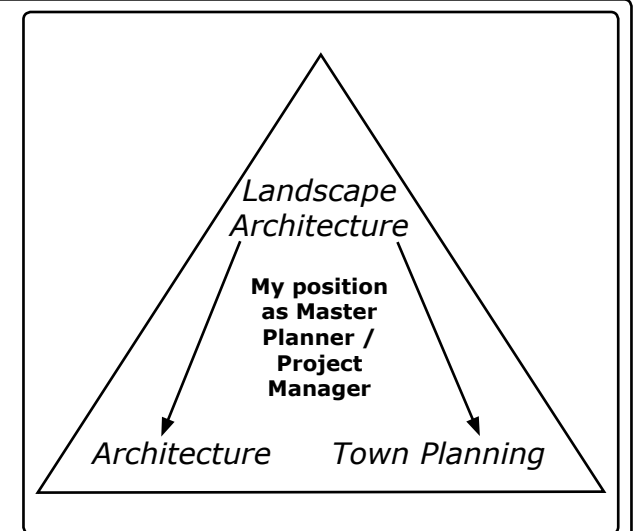 Landscape
Architecture
My position
as Master
Planner /
Project
Manager
Architecture
Town Planning